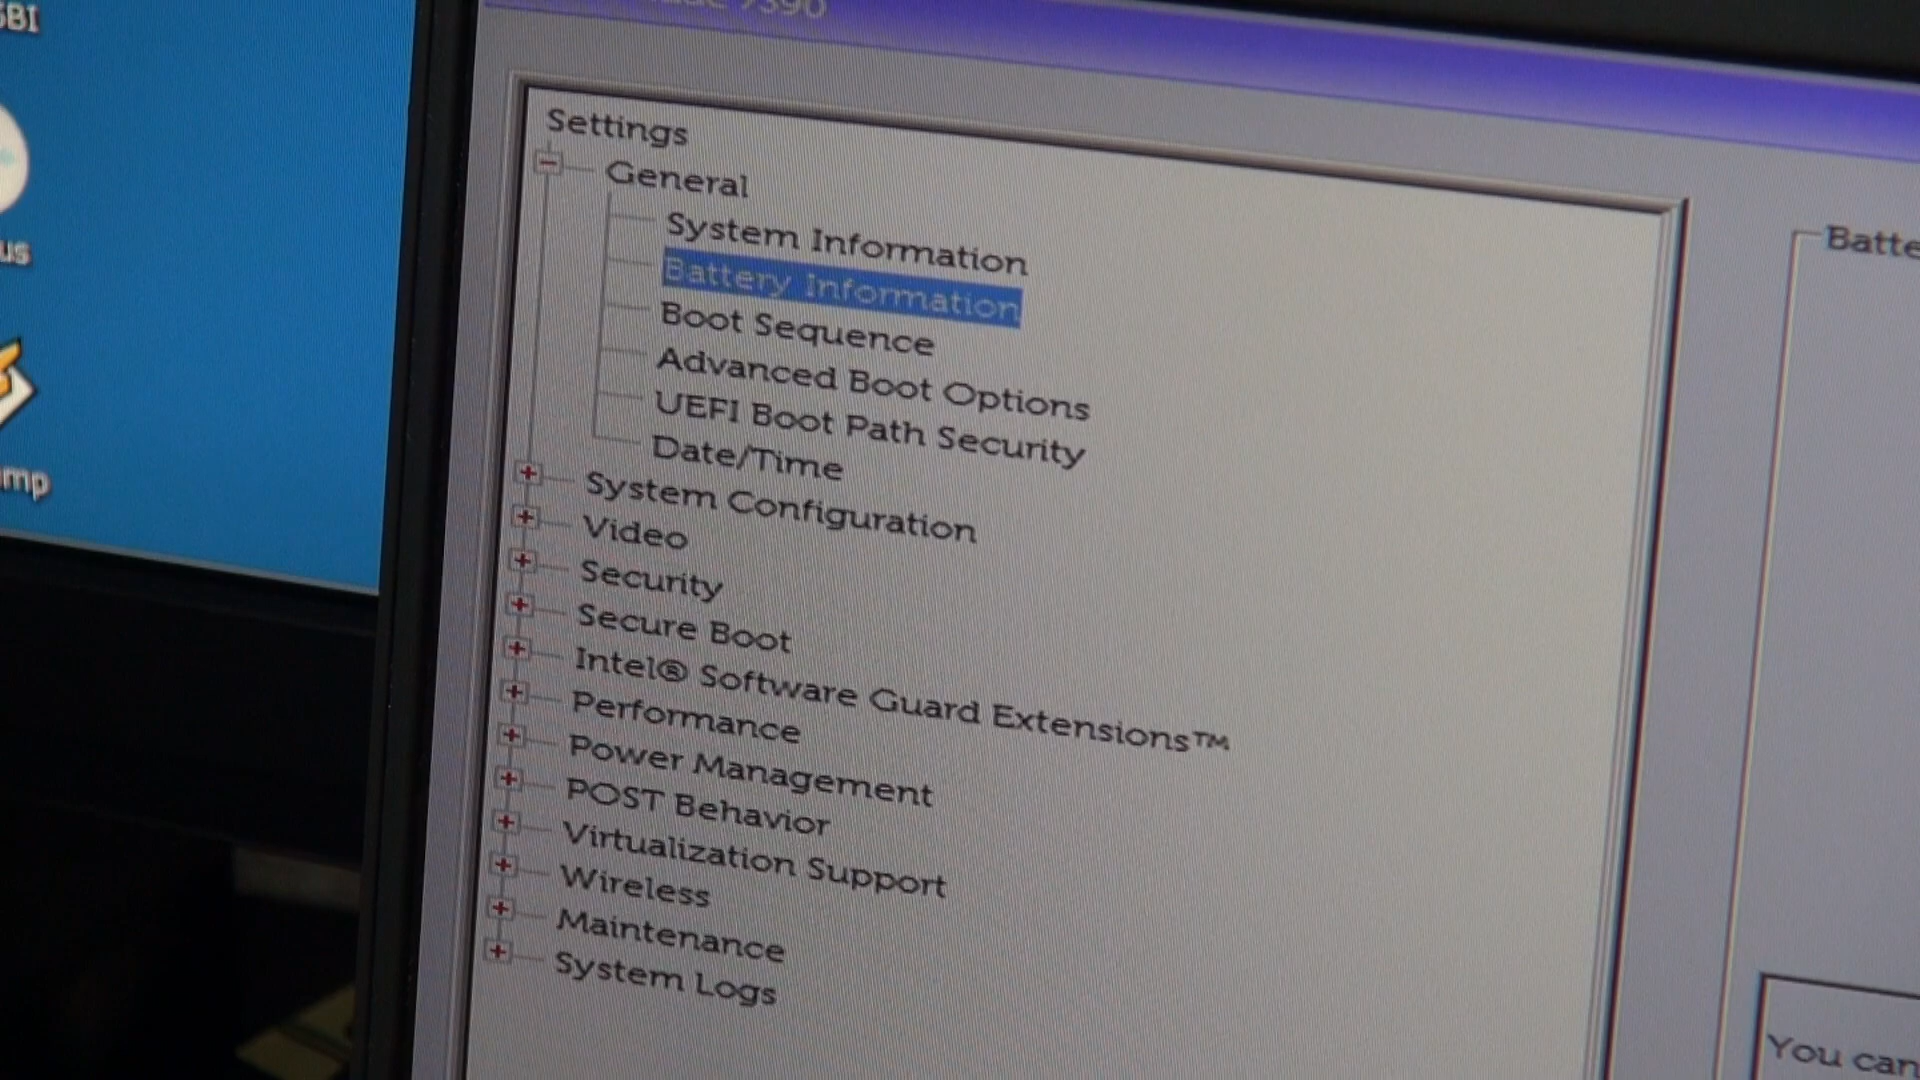 7390
Settings
General
System Information
Battery Information
Boot Sequence
Advanced Boot Options
UEFI Boot Path Security
Date/Time
System Configuration
Video
Security
Secure Boot
Intel® Software Guard Extensions™
Performance
Power Management
POST Behavior
Virtualization Support
Wireless
Maintenance
System Logs
Batte
You can
us
mp